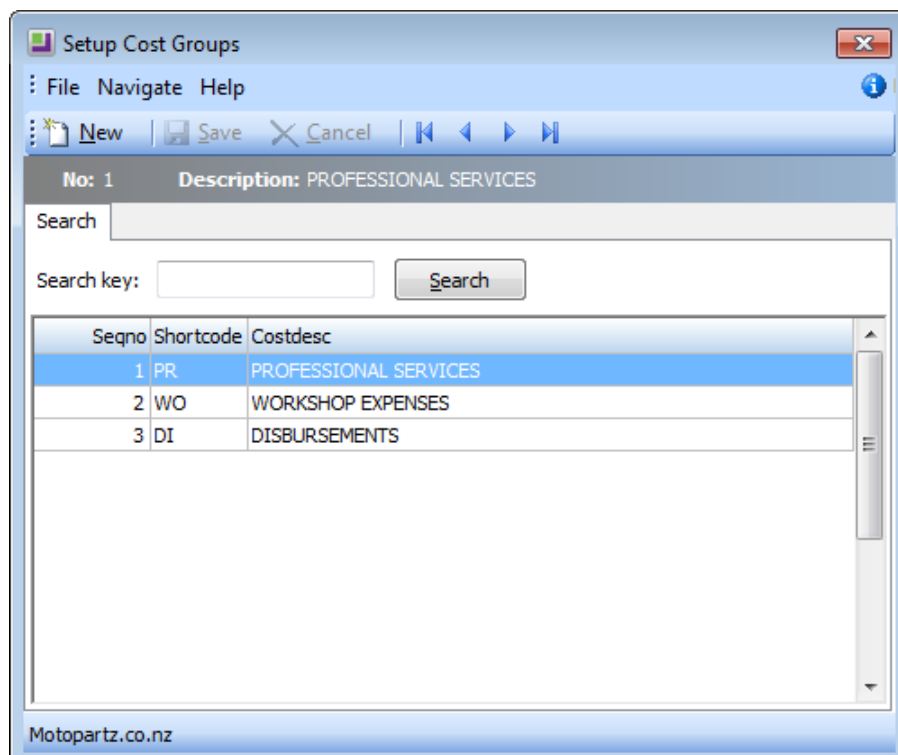 Setup Cost Groups
File Navigate Help
New Save Cancel
No: 1 Description: PROFESSIONAL SERVICES
Search
Search key: Search
Seqno Shortcode Costdesc
1 PR PROFESSIONAL SERVICES
2 WO WORKSHOP EXPENSES
3 DI DISBURSEMENTS
Motopartz.co.nz